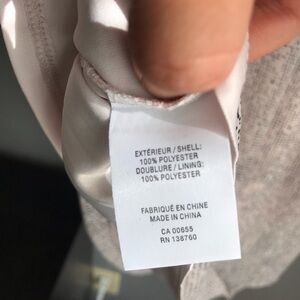 EXTÉRIEUR / SHELL:
100% POLYESTER
DOUBLURE / LINING:
100% POLYESTER
FABRIQUÉ EN CHINE
MADE IN CHINA
CA 00655
RN 138760